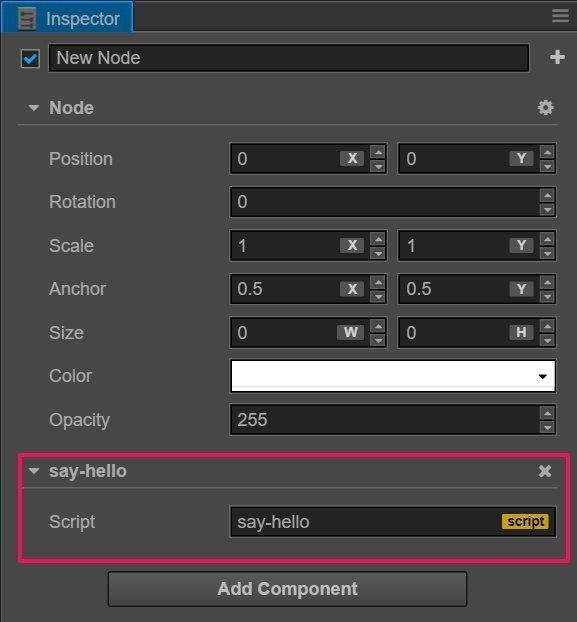 Inspector
New Node
Node
Position 0 X 0 Y
Rotation 0
Scale 1 X 1 Y
Anchor 0.5 X 0.5 Y
Size 0 W 0 H
Color
Opacity 255
say-hello
Script say-hello script
Add Component